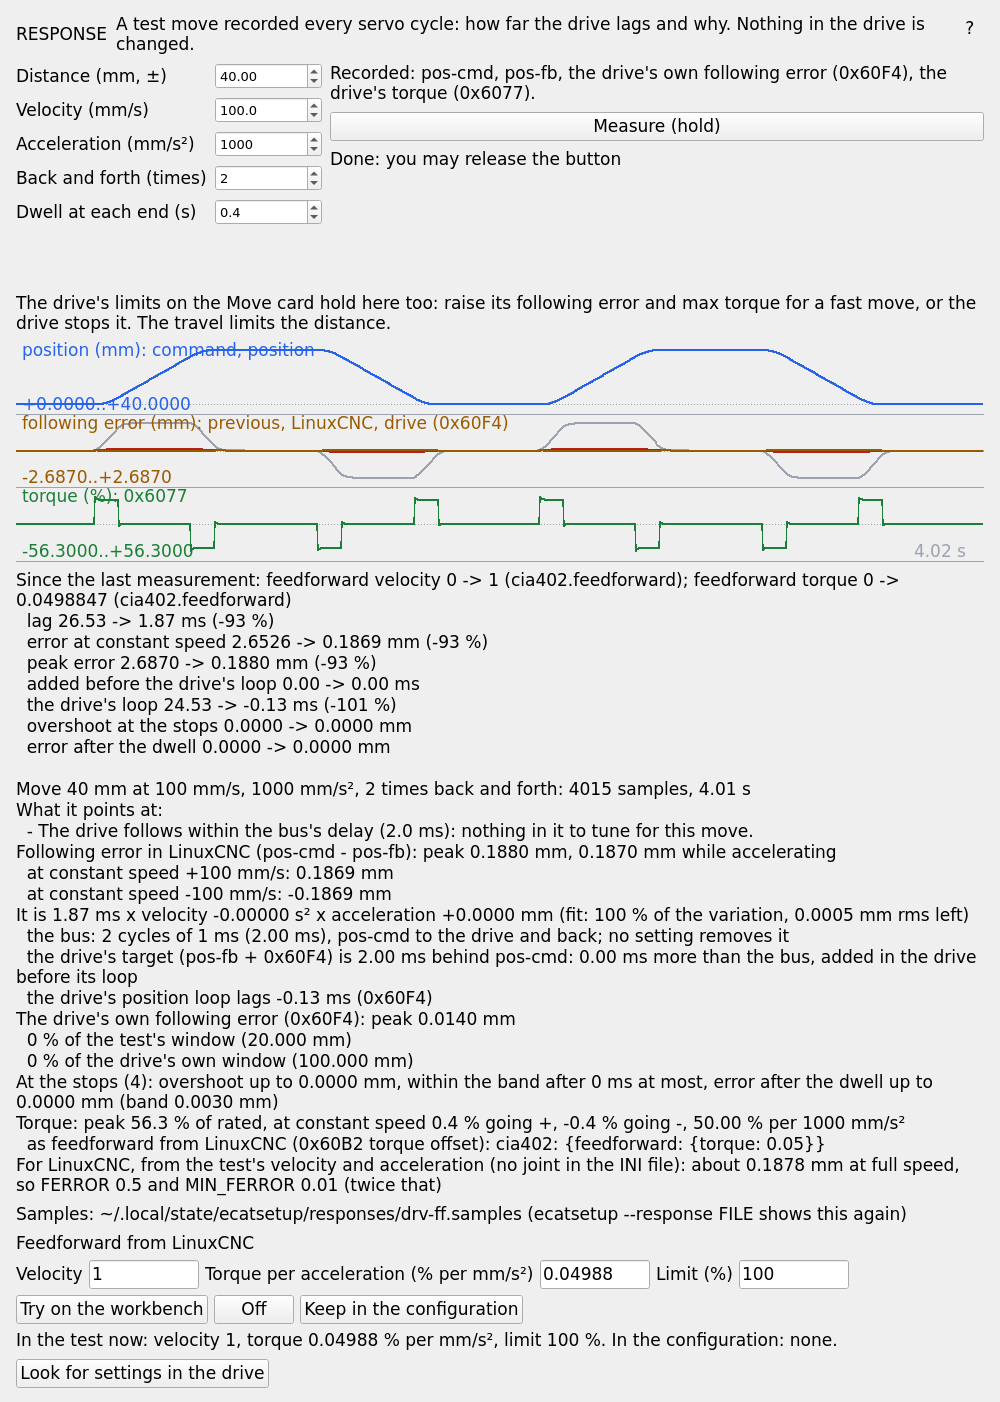 RESPONSE A test move recorded every servo cycle: how far the drive lags and why. Nothing in the drive is changed. ?
Distance (mm, ±) 40.00
Velocity (mm/s) 100.0
Acceleration (mm/s²) 1000
Back and forth (times) 2
Dwell at each end (s) 0.4
Recorded: pos-cmd, pos-fb, the drive's own following error (0x60F4), the
drive's torque (0x6077).
Measure (hold)
Done: you may release the button
The drive's limits on the Move card hold here too: raise its following error and max torque for a fast move, or the
drive stops it. The travel limits the distance.
position (mm): command, position
+0.0000..+40.0000
following error (mm): previous, LinuxCNC, drive (0x60F4)
-2.6870..+2.6870
torque (%): 0x6077
-56.3000..+56.3000
4.02 s
Since the last measurement: feedforward velocity 0 -> 1 (cia402.feedforward); feedforward torque 0 ->
0.0498847 (cia402.feedforward)
lag 26.53 -> 1.87 ms (-93 %)
error at constant speed 2.6526 -> 0.1869 mm (-93 %)
peak error 2.6870 -> 0.1880 mm (-93 %)
added before the drive's loop 0.00 -> 0.00 ms
the drive's loop 24.53 -> -0.13 ms (-101 %)
overshoot at the stops 0.0000 -> 0.0000 mm
error after the dwell 0.0000 -> 0.0000 mm
Move 40 mm at 100 mm/s, 1000 mm/s², 2 times back and forth: 4015 samples, 4.01 s
What it points at:
- The drive follows within the bus's delay (2.0 ms): nothing in it to tune for this move.
Following error in LinuxCNC (pos-cmd - pos-fb): peak 0.1880 mm, 0.1870 mm while accelerating
at constant speed +100 mm/s: 0.1869 mm
at constant speed -100 mm/s: -0.1869 mm
It is 1.87 ms x velocity -0.00000 s² x acceleration +0.0000 mm (fit: 100 % of the variation, 0.0005 mm rms left)
the bus: 2 cycles of 1 ms (2.00 ms), pos-cmd to the drive and back; no setting removes it
the drive's target (pos-fb + 0x60F4) is 2.00 ms behind pos-cmd: 0.00 ms more than the bus, added in the drive
before its loop
the drive's position loop lags -0.13 ms (0x60F4)
The drive's own following error (0x60F4): peak 0.0140 mm
0 % of the test's window (20.000 mm)
0 % of the drive's own window (100.000 mm)
At the stops (4): overshoot up to 0.0000 mm, within the band after 0 ms at most, error after the dwell up to
0.0000 mm (band 0.0030 mm)
Torque: peak 56.3 % of rated, at constant speed 0.4 % going +, -0.4 % going -, 50.00 % per 1000 mm/s²
as feedforward from LinuxCNC (0x60B2 torque offset): cia402: {feedforward: {torque: 0.05}}
For LinuxCNC, from the test's velocity and acceleration (no joint in the INI file): about 0.1878 mm at full speed,
so FERROR 0.5 and MIN_FERROR 0.01 (twice that)
Samples: ~/.local/state/ecatsetup/responses/drv-ff.samples (ecatsetup --response FILE shows this again)
Feedforward from LinuxCNC
Velocity 1 Torque per acceleration (% per mm/s²) 0.04988 Limit (%) 100
Try on the workbench Off Keep in the configuration
In the test now: velocity 1, torque 0.04988 % per mm/s², limit 100 %. In the configuration: none.
Look for settings in the drive